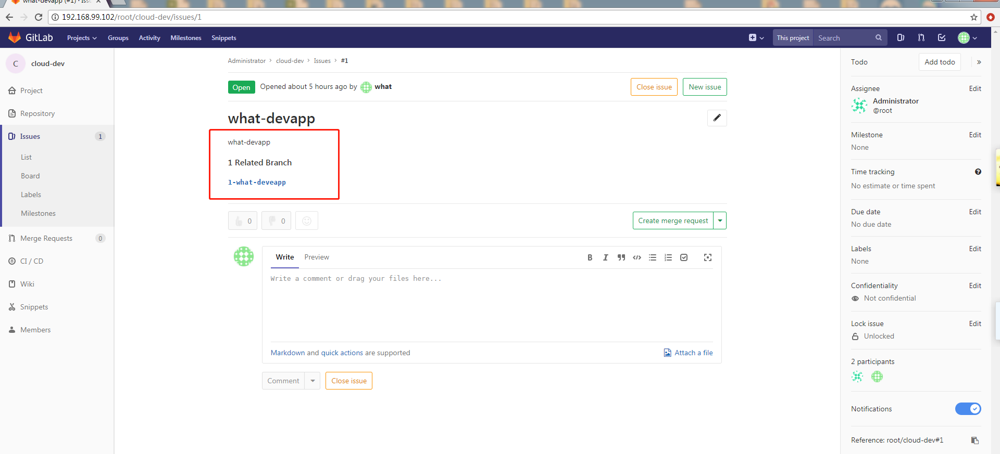 what-devapp (#1) · Iss
192.168.99.102/root/cloud-dev/issues/1
GitLab Projects Groups Activity Milestones Snippets This project Search
C cloud-dev
Project
Repository
Issues 1
List
Board
Labels
Milestones
Merge Requests 0
CI / CD
Wiki
Snippets
Members
Administrator > cloud-dev > Issues > #1
Open Opened about 5 hours ago by what Close issue New issue
what-devapp
what-devapp
1 Related Branch
1-what-deveapp
0 0 Create merge request
Write Preview
Write a comment or drag your files here...
Markdown and quick actions are supported Attach a file
Comment Close issue
Todo Add todo »
Assignee Edit
Administrator
@root
Milestone Edit
None
Time tracking
No estimate or time spent
Due date Edit
No due date
Labels Edit
None
Confidentiality Edit
Not confidential
Lock issue Edit
Unlocked
2 participants
Notifications
Reference: root/cloud-dev#1